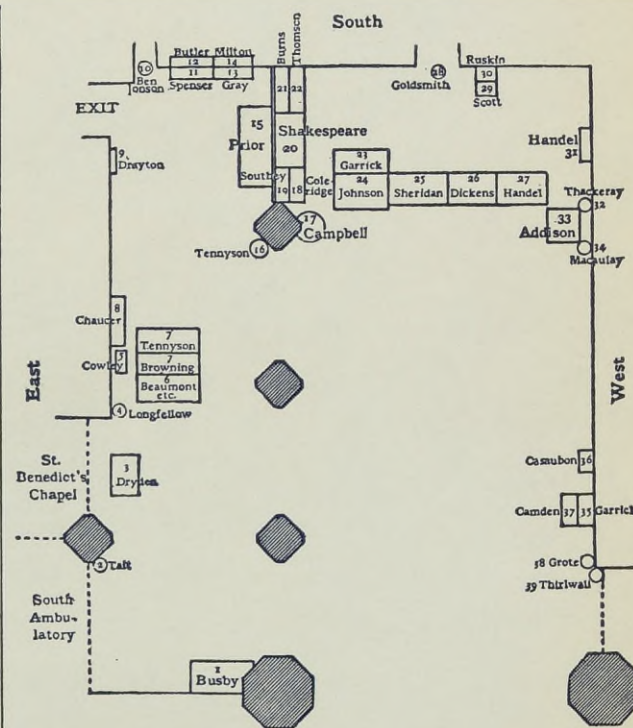 South
Burns
Thomson
Butler Milton
12 14
11 13
Spenser Gray
10
Ben
Jonson
EXIT
28
Goldsmith
Ruskin
30
29
Scott
21 22
15
Prior
Shakespeare
20
Southey
19 18
Coleridge
23
Garrick
24
Johnson
25
Sheridan
26
Dickens
27
Handel
Handel
31
Thackeray
32
33
Addison
34
Macaulay
9
Drayton
17
Campbell
Tennyson 16
8
Chaucer
5
Cowley
7
Tennyson
7
Browning
6
Beaumont
etc.
4 Longfellow
East
West
St.
Benedict's
Chapel
3
Dryden
Casaubon 36
Camden 37 35 Garrick
38 Grote
39 Thirlwall
2 Tait
South
Ambu-
latory
1
Busby